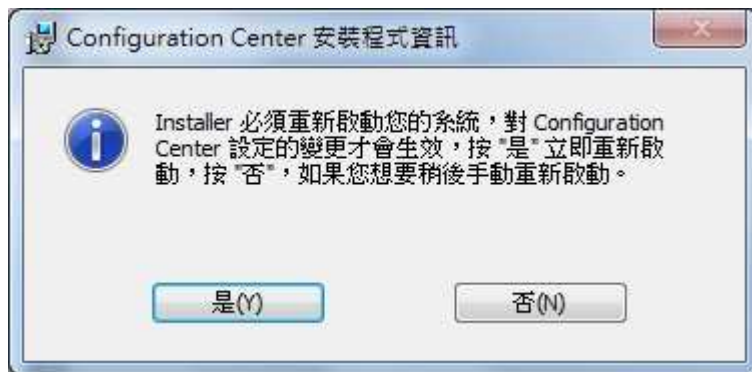 Configuration Center 安裝程式資訊
Installer 必須重新啟動您的系統，對 Configuration
Center 設定的變更才會生效，按 "是" 立即重新啟
動，按 "否"，如果您想要稍後手動重新啟動。
是(Y)
否(N)